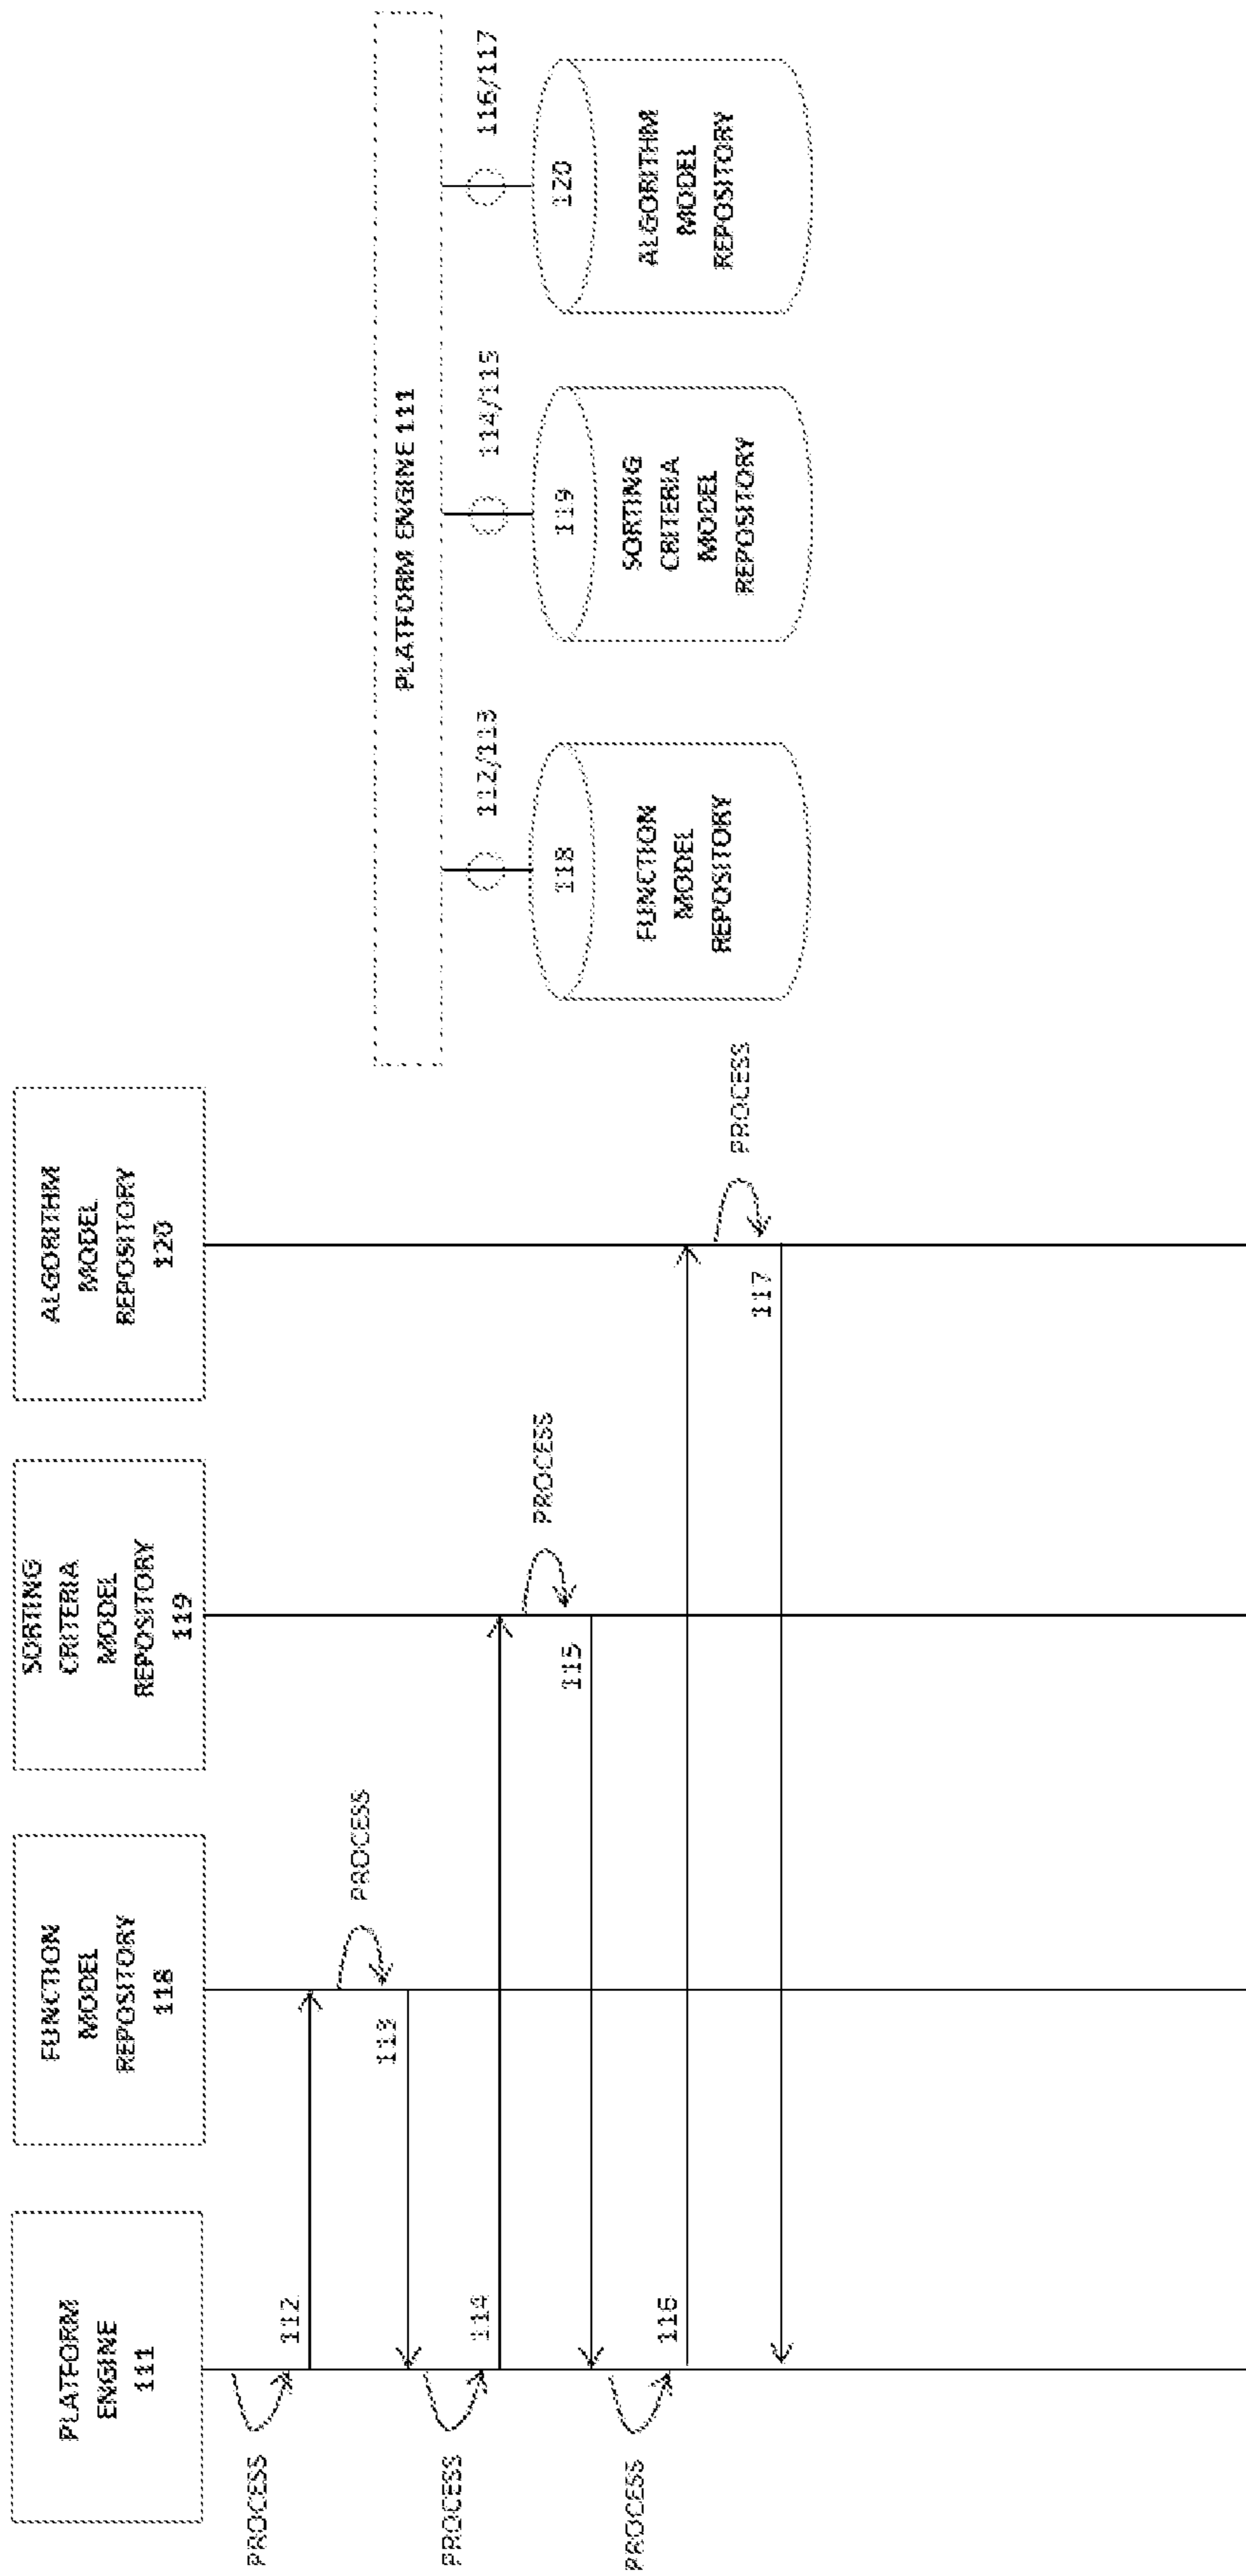 PLATFORM
ENGINE
111
FUNCTION
MODEL
REPOSITORY
118
SORTING
CRITERIA
MODEL
REPOSITORY
119
ALGORITHM
MODEL
REPOSITORY
120
PROCESS
112
PROCESS
113
PROCESS
114
PROCESS
115
PROCESS
116
PROCESS
117
PLATFORM ENGINE 111
112/113
114/115
116/117
118
FUNCTION
MODEL
REPOSITORY
119
SORTING
CRITERIA
MODEL
REPOSITORY
120
ALGORITHM
MODEL
REPOSITORY